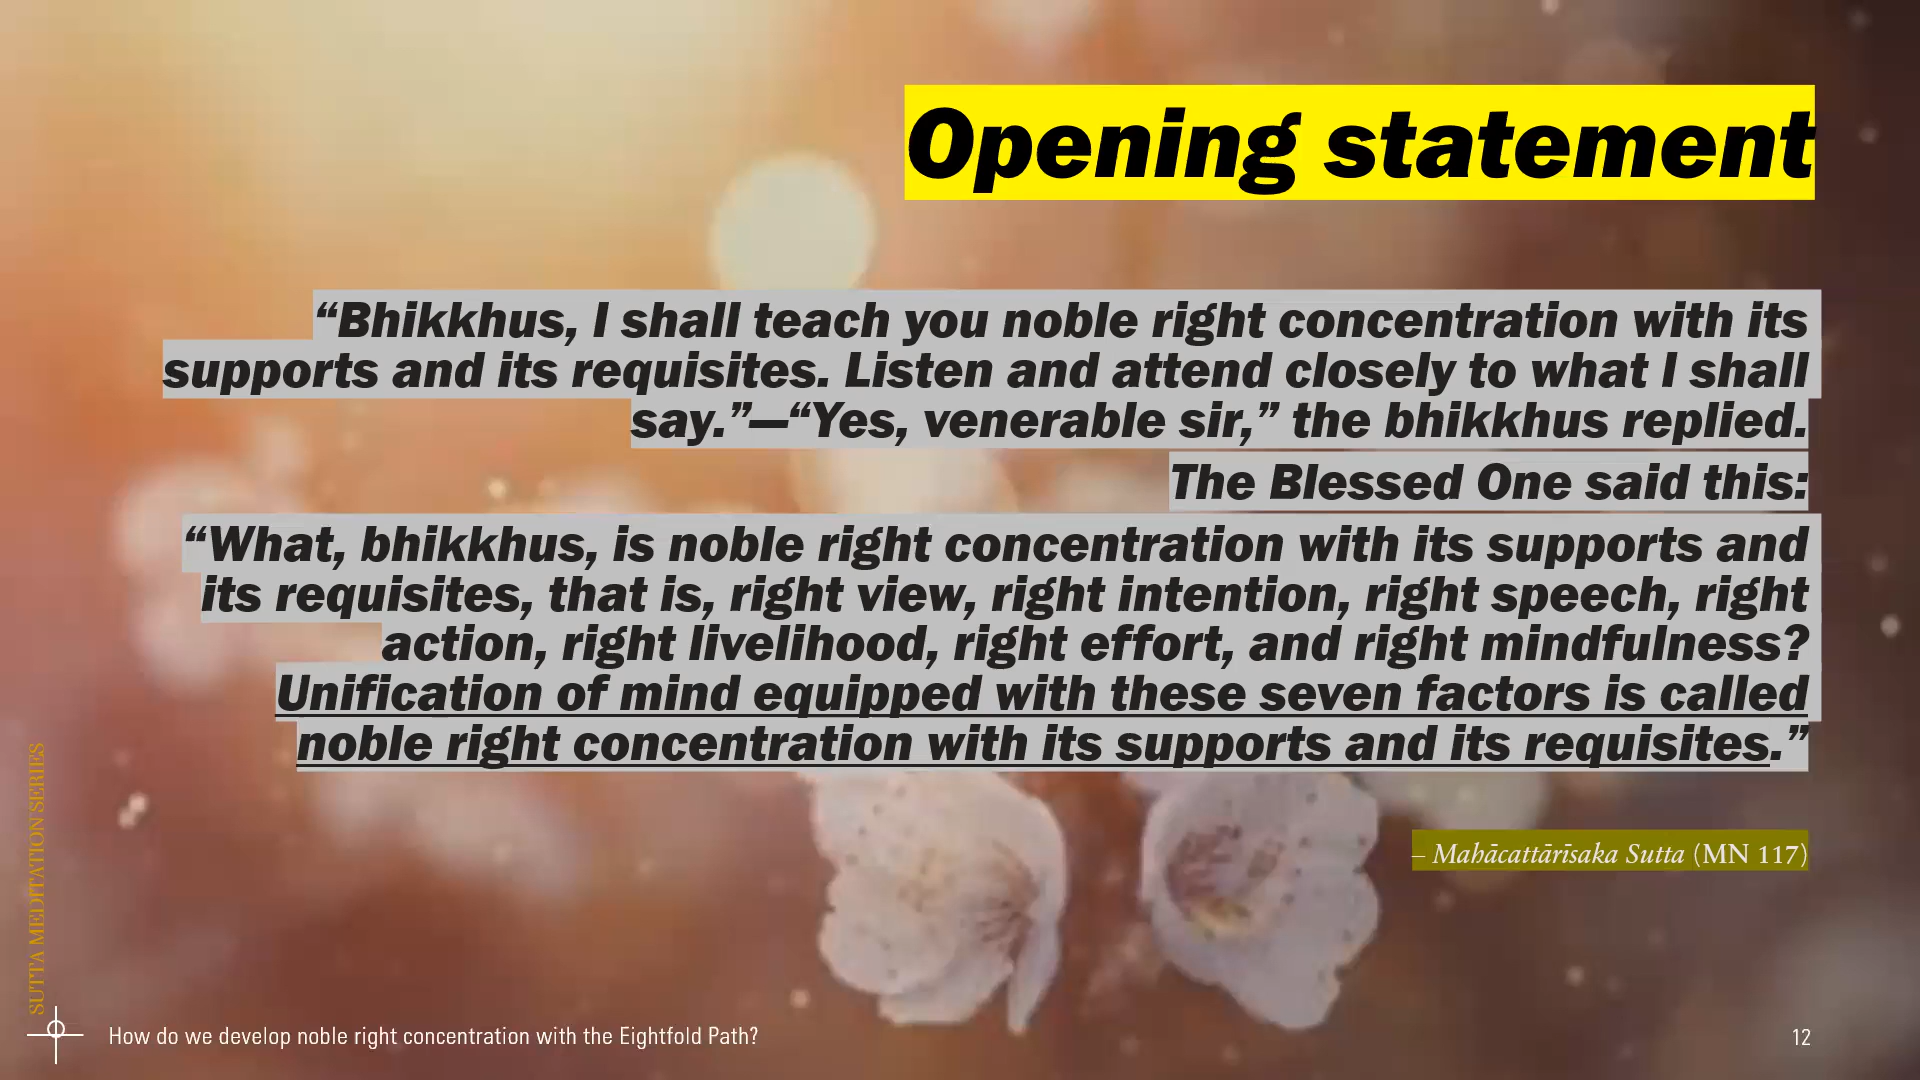 Opening statement
“Bhikkhus, I shall teach you noble right concentration with its
supports and its requisites. Listen and attend closely to what I shall
say.”—“Yes, venerable sir,” the bhikkhus replied.
The Blessed One said this:
“What, bhikkhus, is noble right concentration with its supports and
its requisites, that is, right view, right intention, right speech, right
action, right livelihood, right effort, and right mindfulness?
Unification of mind equipped with these seven factors is called
noble right concentration with its supports and its requisites.”
– Mahācattārīsaka Sutta (MN 117)
SUTTA MEDITATION SERIES
How do we develop noble right concentration with the Eightfold Path?
12